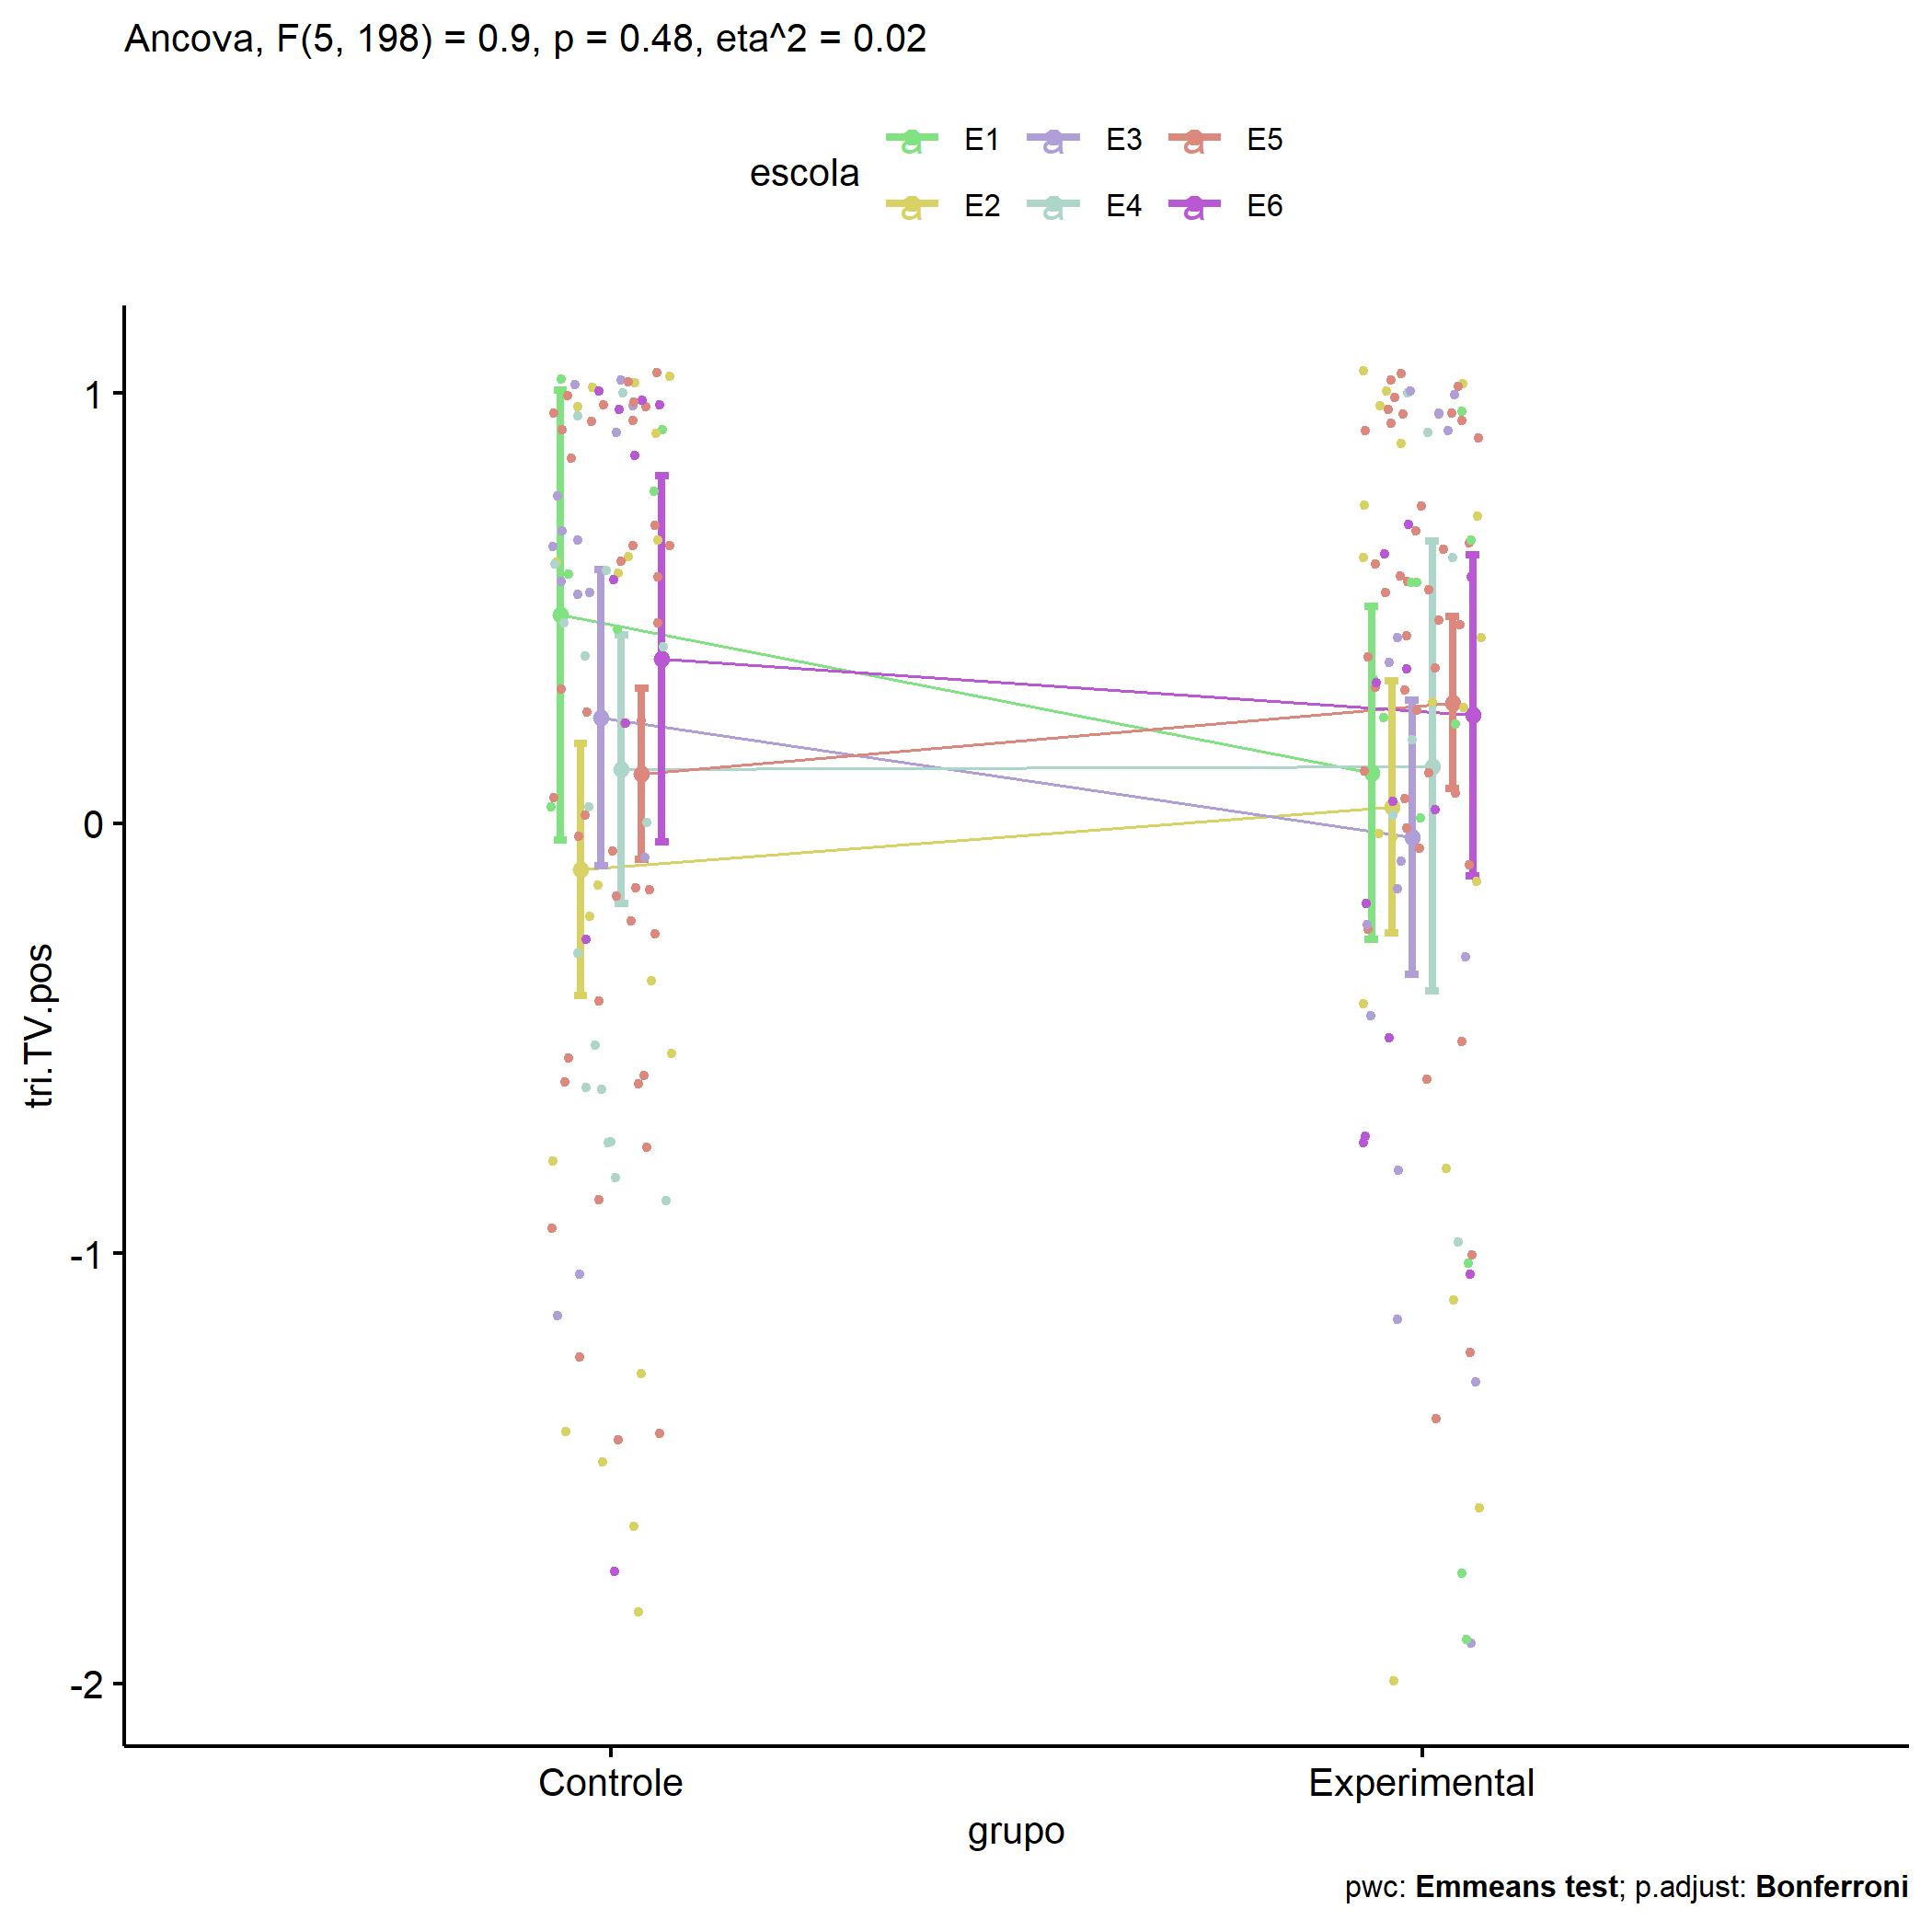 Ancova, F(5, 198) = 0.9, p = 0.48, eta^2 = 0.02
escola
a E1 a E3 a E5
a E2 a E4 a E6
tri.TV.pos
1
0
-1
-2
Controle Experimental
grupo
pwc: Emmeans test; p.adjust: Bonferroni